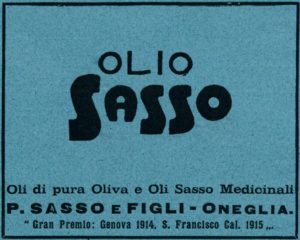 OLIO
SASSO
Oli di pura Oliva e Oli Sasso Medicinali
P. SASSO E FIGLI - ONEGLIA.
“ Gran Premio: Genova 1914, S. Francisco Cal. 1915 „.